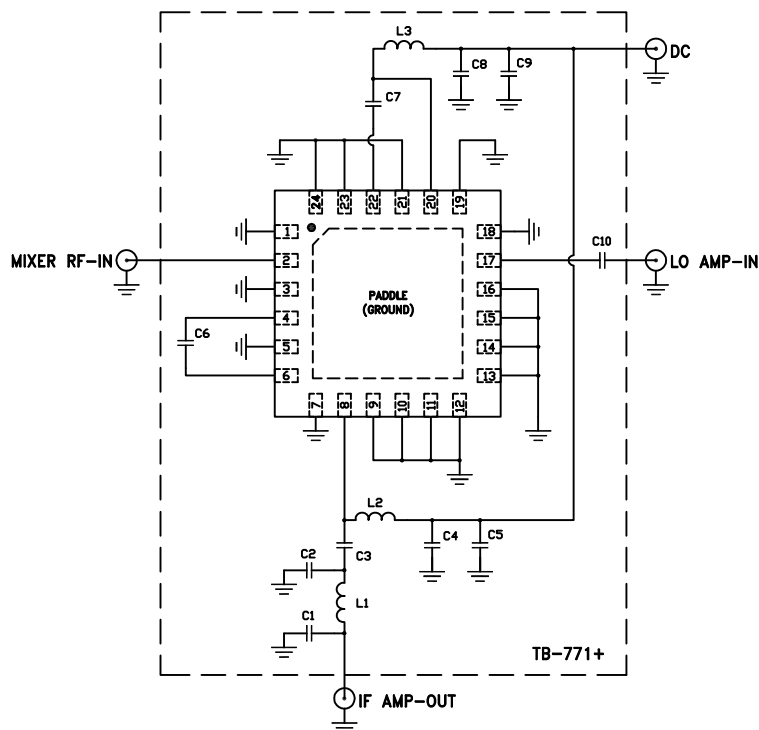 L3
C8
C9
DC
C7
24
23
22
21
20
19
1
18
C10
MIXER RF-IN
2
17
LO AMP-IN
3
16
PADDLE
(GROUND)
4
15
C6
5
14
6
13
7
8
9
10
11
12
L2
C4
C5
C3
C2
L1
C1
TB-771+
IF AMP-OUT